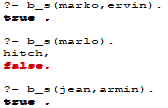 ?- b_s(marko,ervin).
true .
?- b_s(marlo).
hitch,
false.
?- b_s(jean,armin).
true .